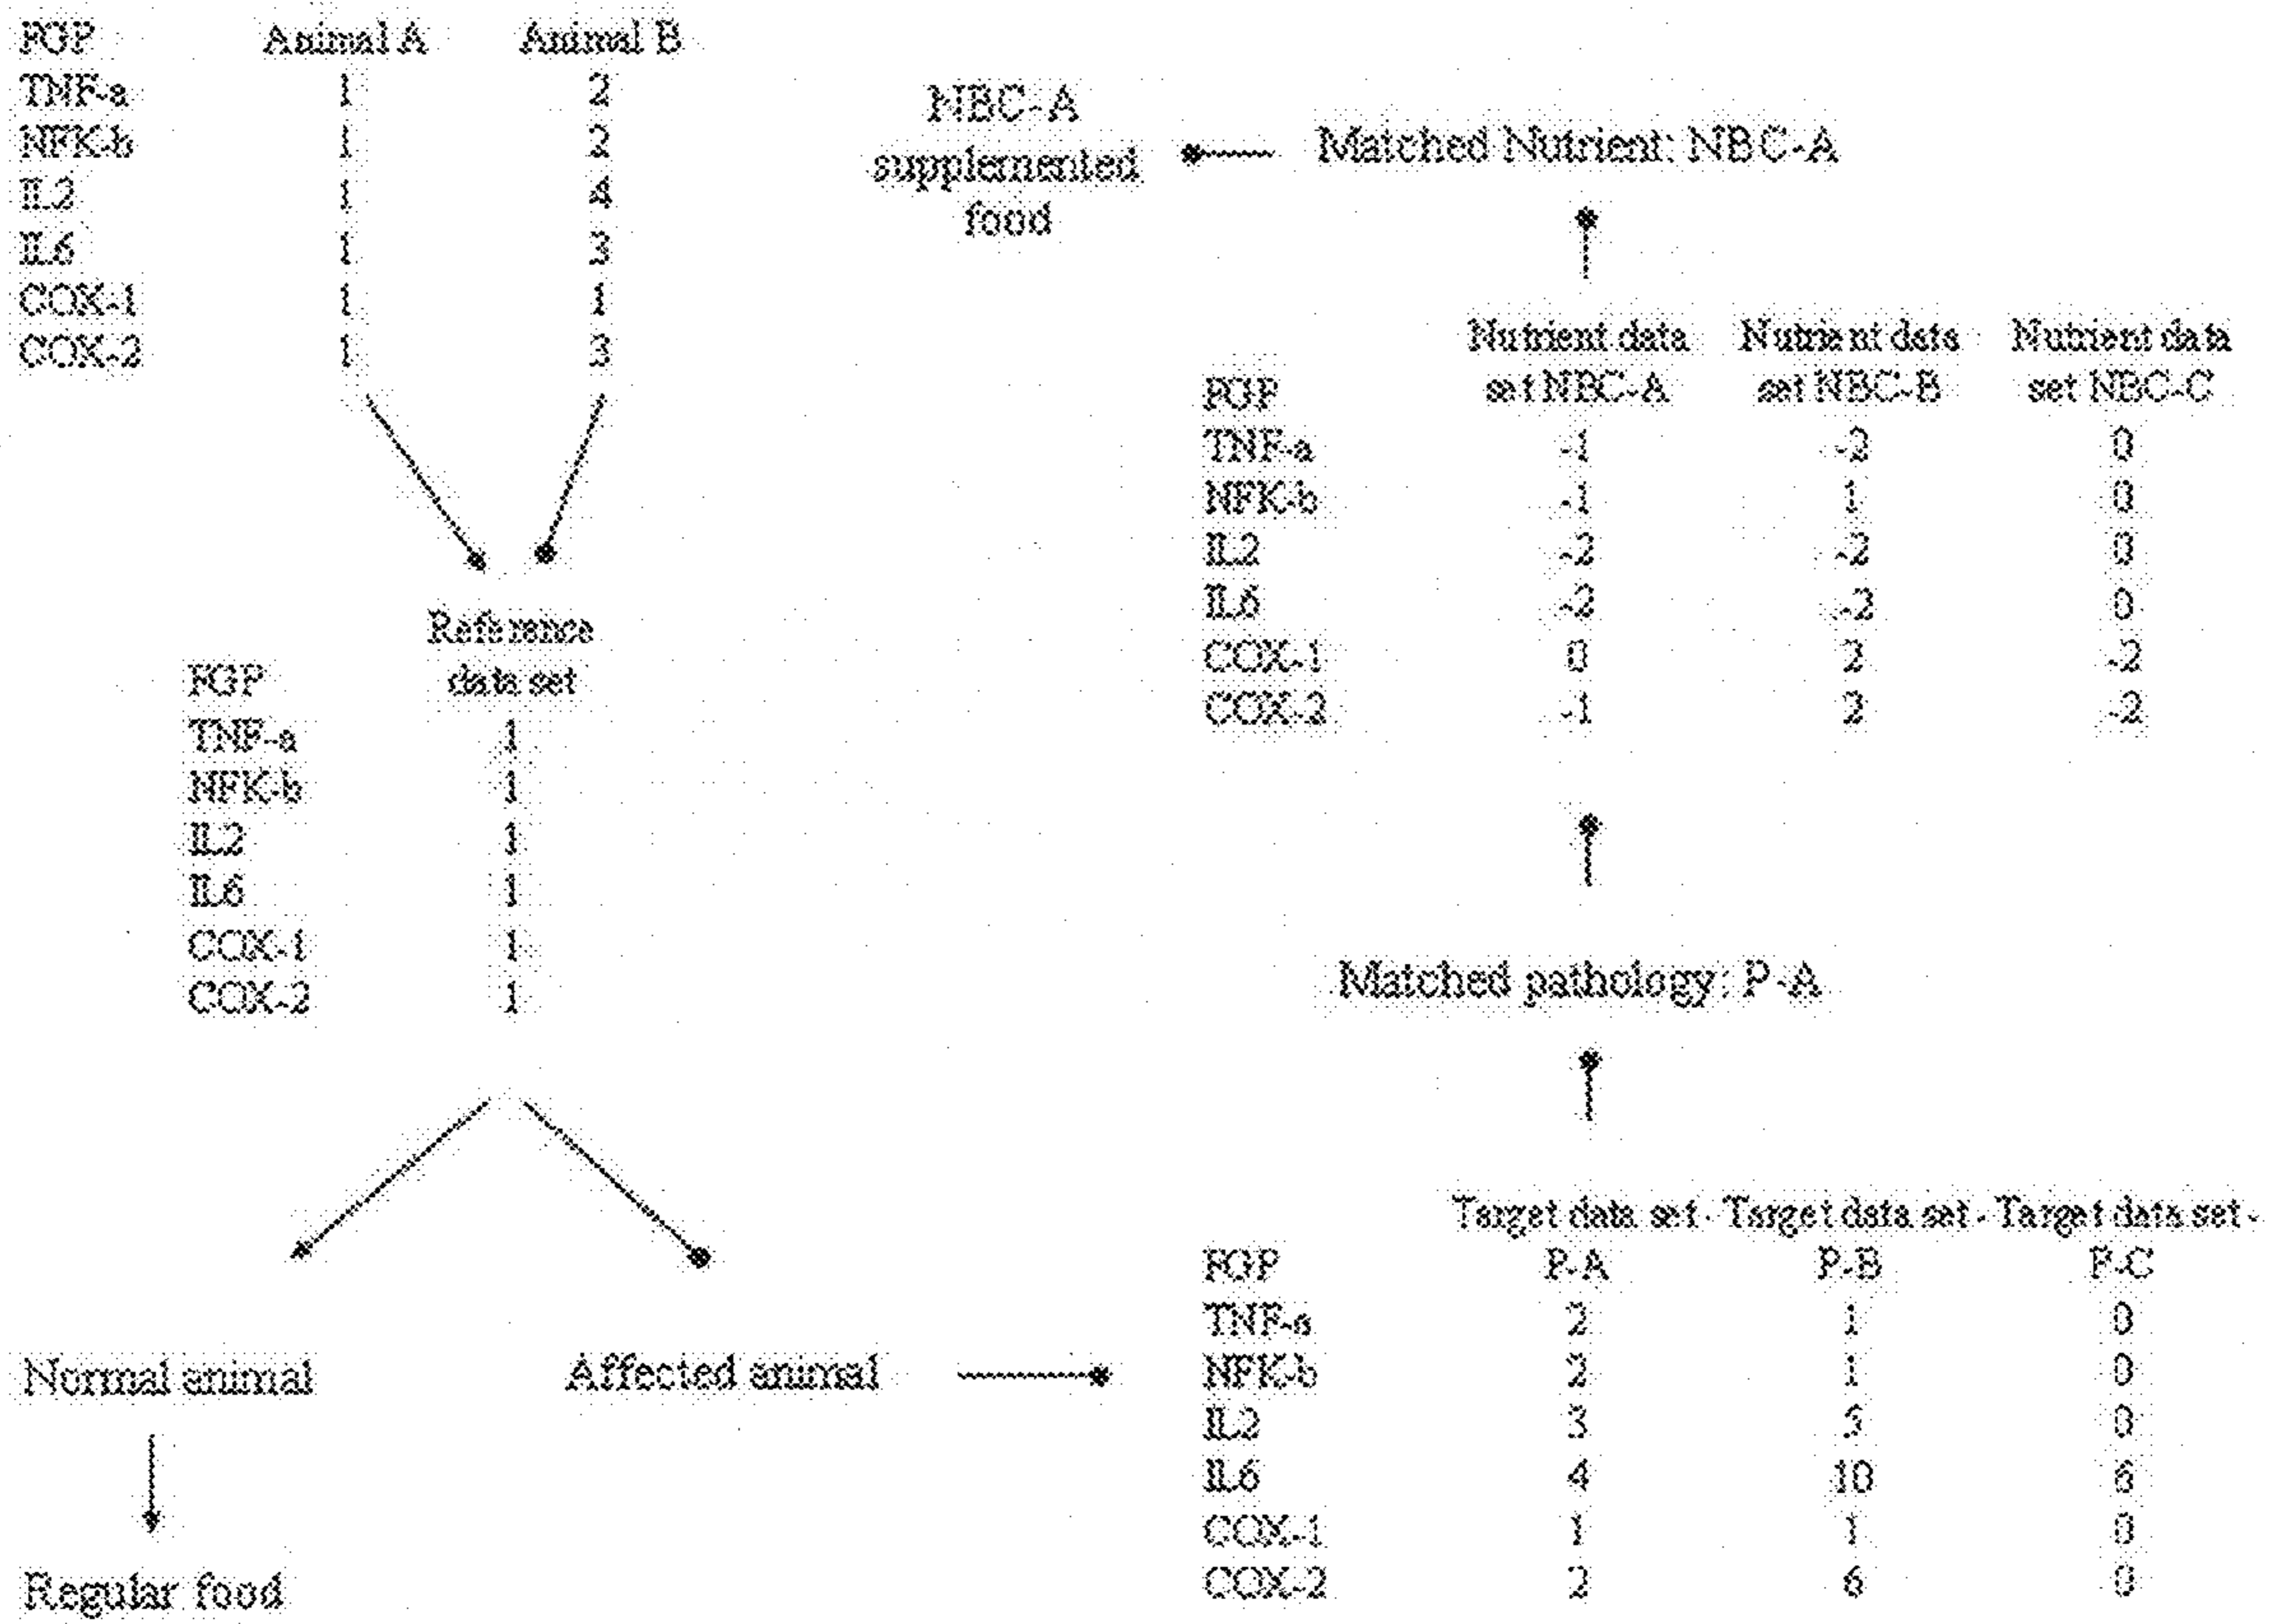 FGP Animal A Animal B
TNF-a 1 2
NFK-b 1 2
IL2 1 4
IL6 1 3
COX-1 1 1
COX-2 1 3
Reference
data set
FGP
TNF-a 1
NFK-b 1
IL2 1
IL6 1
COX-1 1
COX-2 1
Normal animal
Affected animal
Regular food
NBC-A
supplemented
food
Matched Nutrient: NBC-A
Nutrient data Nutrient data Nutrient data
FGP set NBC-A set NBC-B set NBC-C
TNF-a -1 -2 0
NFK-b -1 1 0
IL2 -2 -2 0
IL6 -2 -2 0
COX-1 0 2 -2
COX-2 -1 2 -2
Matched pathology: P-A
Target data set - Target data set - Target data set -
FGP P-A P-B P-C
TNF-a 2 1 0
NFK-b 2 1 0
IL2 3 0
IL6 4 10 6
COX-1 1 1 0
COX-2 2 6 0